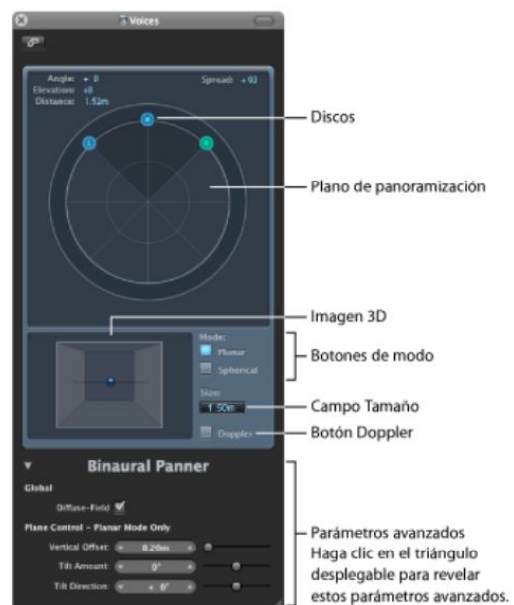 Voices
Angle: + 0
Elevation: +0
Distance: 1.52m
Spread: +90
Discos
L
R
Plano de panoramización
Imagen 3D
Mode:
Planar
Spherical
Botones de modo
Size:
1.50m
Campo Tamaño
Doppler
Botón Doppler
Binaural Panner
Global
Diffuse-Field
Plane Control – Planar Mode Only
Vertical Offset: 0.20m
Tilt Amount: 0°
Tilt Direction: + 0°
Parámetros avanzados
Haga clic en el triángulo
desplegable para revelar
estos parámetros avanzados.